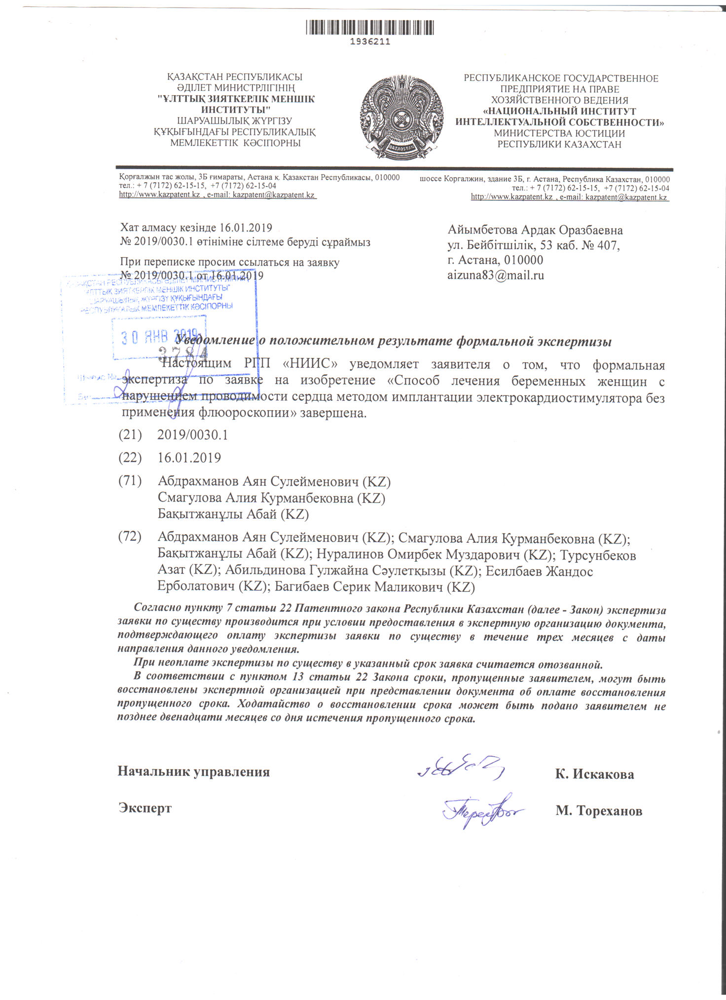 1936211
ҚАЗАҚСТАН РЕСПУБЛИКАСЫ
ӘДІЛЕТ МИНИСТРЛІГІНІҢ
"ҰЛТТЫҚ ЗИЯТКЕРЛІК МЕНШІК
ИНСТИТУТЫ"
ШАРУАШЫЛЫҚ ЖҮРГІЗУ
ҚҰҚЫҒЫНДАҒЫ РЕСПУБЛИКАЛЫҚ
МЕМЛЕКЕТТІК КӘСІПОРНЫ
QAZAQSTAN
РЕСПУБЛИКАНСКОЕ ГОСУДАРСТВЕННОЕ
ПРЕДПРИЯТИЕ НА ПРАВЕ
ХОЗЯЙСТВЕННОГО ВЕДЕНИЯ
«НАЦИОНАЛЬНЫЙ ИНСТИТУТ
ИНТЕЛЛЕКТУАЛЬНОЙ СОБСТВЕННОСТИ»
МИНИСТЕРСТВА ЮСТИЦИИ
РЕСПУБЛИКИ КАЗАХСТАН
Қорғалжын тас жолы, 3Б ғимараты, Астана қ. Қазақстан Республикасы, 010000
тел.: + 7 (7172) 62-15-15, +7 (7172) 62-15-04
http://www.kazpatent.kz , e-mail: kazpatent@kazpatent.kz
шоссе Коргалжин, здание 3Б, г. Астана, Республика Казахстан, 010000
тел.: + 7 (7172) 62-15-15, +7 (7172) 62-15-04
http://www.kazpatent.kz , e-mail: kazpatent@kazpatent.kz
Хат алмасу кезінде 16.01.2019
№ 2019/0030.1 өтініміне сілтеме беруді сұраймыз
При переписке просим ссылаться на заявку
№ 2019/0030.1 от 16.01.2019
Айымбетова Ардак Оразбаевна
ул. Бейбітшілік, 53 каб. № 407,
г. Астана, 010000
aizuna83@mail.ru
ҚАЗАҚСТАН РЕСПУБЛИКАСЫ ӘДІЛЕТ МИНИСТРЛІГІНІҢ
"ҰЛТТЫҚ ЗИЯТКЕРЛІК МЕНШІК ИНСТИТУТЫ"
ШАРУАШЫЛЫҚ ЖҮРГІЗУ ҚҰҚЫҒЫНДАҒЫ
РЕСПУБЛИКАЛЫҚ МЕМЛЕКЕТТІК КӘСІПОРНЫ
30 ЯНВ 2019
3784
Уведомление о положительном результате формальной экспертизы
Настоящим РГП «НИИС» уведомляет заявителя о том, что формальная
экспертиза по заявке на изобретение «Способ лечения беременных женщин с
нарушением проводимости сердца методом имплантации электрокардиостимулятора без
применения флюороскопии» завершена.
(21) 2019/0030.1
(22) 16.01.2019
(71) Абдрахманов Аян Сулейменович (KZ)
Смагулова Алия Курманбековна (KZ)
Бақытжанұлы Абай (KZ)
(72) Абдрахманов Аян Сулейменович (KZ); Смагулова Алия Курманбековна (KZ);
Бақытжанұлы Абай (KZ); Нуралинов Омирбек Муздарович (KZ); Турсунбеков
Азат (KZ); Абильдинова Гулжайна Сәулетқызы (KZ); Есилбаев Жандос
Ерболатович (KZ); Багибаев Серик Маликович (KZ)
Согласно пункту 7 статьи 22 Патентного закона Республики Казахстан (далее - Закон) экспертиза
заявки по существу производится при условии предоставления в экспертную организацию документа,
подтверждающего оплату экспертизы заявки по существу в течение трех месяцев с даты
направления данного уведомления.
При неоплате экспертизы по существу в указанный срок заявка считается отозванной.
В соответствии с пунктом 13 статьи 22 Закона сроки, пропущенные заявителем, могут быть
восстановлены экспертной организацией при представлении документа об оплате восстановления
пропущенного срока. Ходатайство о восстановлении срока может быть подано заявителем не
позднее двенадцати месяцев со дня истечения пропущенного срока.
Начальник управления К. Искакова
Эксперт М. Тореханов